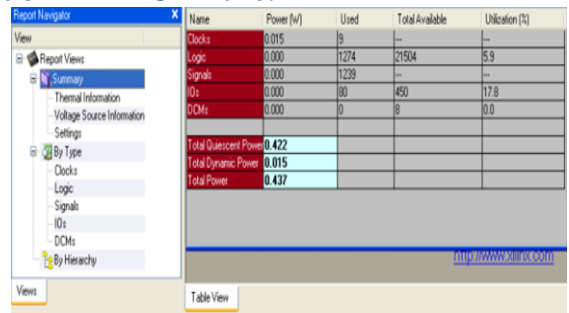 Report Navigator X
View
Report Views
Summary
Thermal Information
Voltage Source Information
Settings
By Type
Clocks
Logic
Signals
IOs
DCMs
By Hierarchy
Views
Name Power (W) Used Total Available Utilization (%)
Clocks 0.015 9 -- --
Logic 0.000 1274 21504 5.9
Signals 0.000 1239 -- --
IOs 0.000 80 450 17.8
DCMs 0.000 0 8 0.0
Total Quiescent Power 0.422
Total Dynamic Power 0.015
Total Power 0.437
http://www.xilinx.com
Table View